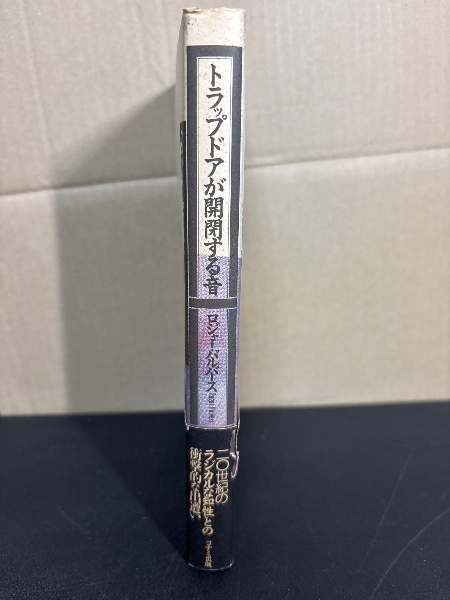 トラップドアが開閉する音
ロジャー・パルバース
二〇世紀の
ラジカルな知性との
衝撃的な出遭い